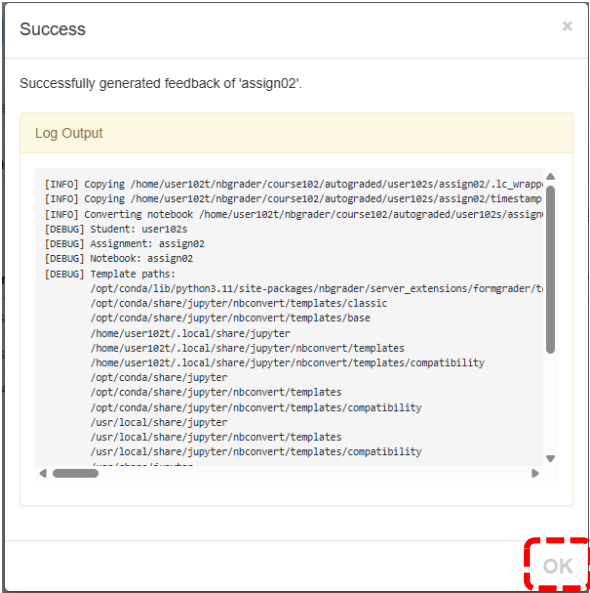 Success
×
Successfully generated feedback of 'assign02'.
Log Output
[INFO] Copying /home/user102t/nbgrader/course102/autograded/user102s/assign02/.lc_wrappe
[INFO] Copying /home/user102t/nbgrader/course102/autograded/user102s/assign02/timestamp
[INFO] Converting notebook /home/user102t/nbgrader/course102/autograded/user102s/assign
[DEBUG] Student: user102s
[DEBUG] Assignment: assign02
[DEBUG] Notebook: assign02
[DEBUG] Template paths:
/opt/conda/lib/python3.11/site-packages/nbgrader/server_extensions/formgrader/t
/opt/conda/share/jupyter/nbconvert/templates/classic
/opt/conda/share/jupyter/nbconvert/templates/base
/home/user102t/.local/share/jupyter
/home/user102t/.local/share/jupyter/nbconvert/templates
/home/user102t/.local/share/jupyter/nbconvert/templates/compatibility
/opt/conda/share/jupyter
/opt/conda/share/jupyter/nbconvert/templates
/opt/conda/share/jupyter/nbconvert/templates/compatibility
/usr/local/share/jupyter
/usr/local/share/jupyter/nbconvert/templates
/usr/local/share/jupyter/nbconvert/templates/compatibility
OK